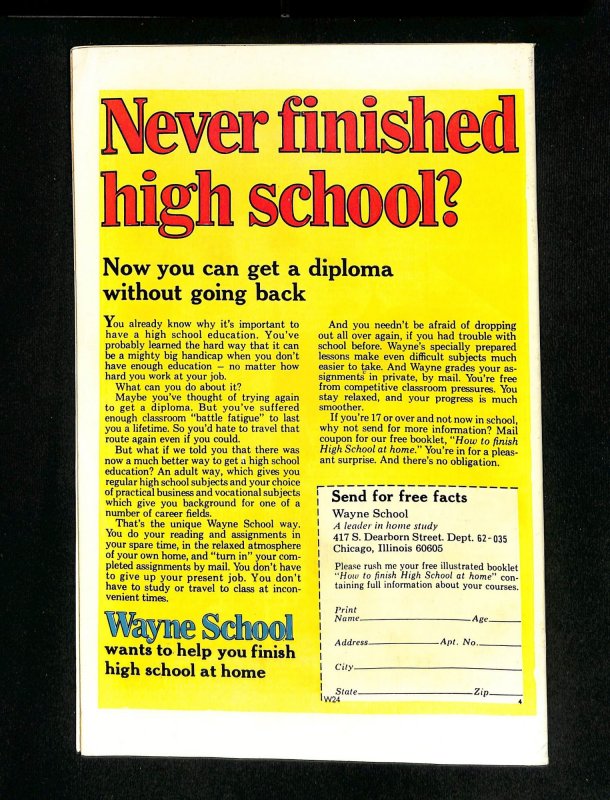 Never finished
high school?
Now you can get a diploma
without going back
You already know why it's important to
have a high school education. You've
probably learned the hard way that it can
be a mighty big handicap when you don't
have enough education – no matter how
hard you work at your job.
What can you do about it?
Maybe you've thought of trying again
to get a diploma. But you've suffered
enough classroom "battle fatigue" to last
you a lifetime. So you'd hate to travel that
route again even if you could.
But what if we told you that there was
now a much better way to get a high school
education? An adult way, which gives you
regular high school subjects and your choice
of practical business and vocational subjects
which give you background for one of a
number of career fields.
That's the unique Wayne School way.
You do your reading and assignments in
your spare time, in the relaxed atmosphere
of your own home, and "turn in" your com-
pleted assignments by mail. You don't have
to give up your present job. You don't
have to study or travel to class at incon-
venient times.
Wayne School
wants to help you finish
high school at home
And you needn't be afraid of dropping
out all over again, if you had trouble with
school before. Wayne's specially prepared
lessons make even difficult subjects much
easier to take. And Wayne grades your as-
signments in private, by mail. You're free
from competitive classroom pressures. You
stay relaxed, and your progress is much
smoother.
If you're 17 or over and not now in school,
why not send for more information? Mail
coupon for our free booklet, "How to finish
High School at home." You're in for a pleas-
ant surprise. And there's no obligation.
Send for free facts
Wayne School
A leader in home study
417 S. Dearborn Street. Dept. 62-035
Chicago, Illinois 60605
Please rush me your free illustrated booklet
"How to finish High School at home" con-
taining full information about your courses.
Print
Name Age
Address Apt. No.
City
State Zip
W24 4